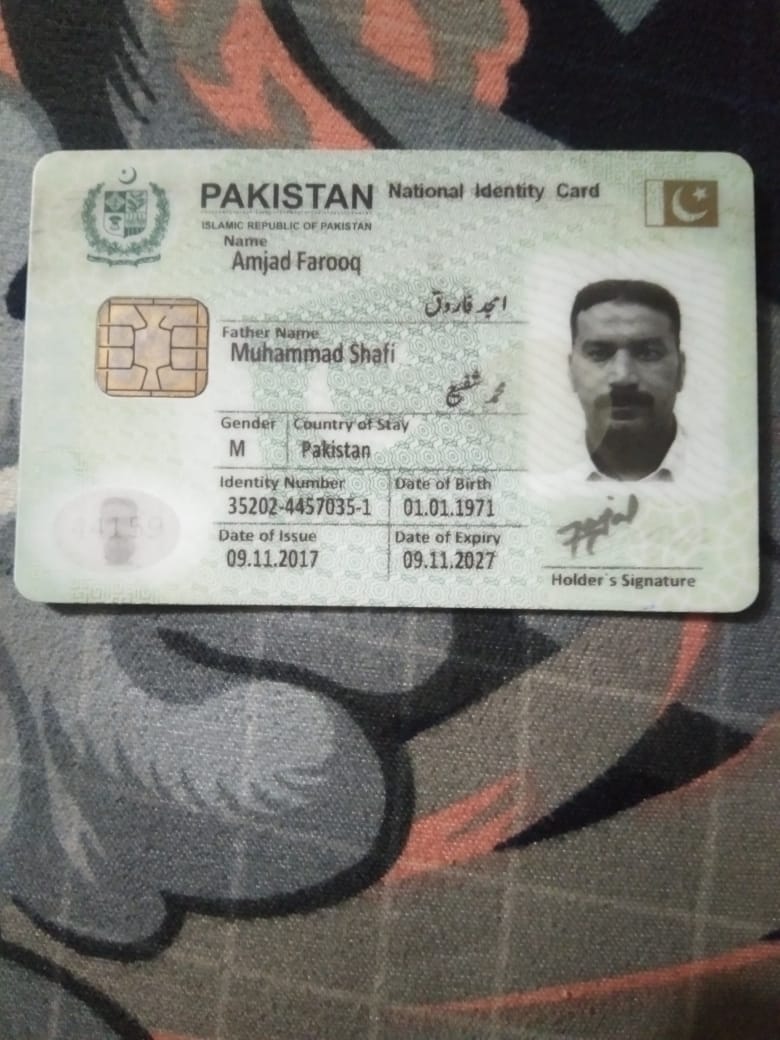 PAKISTAN National Identity Card
ISLAMIC REPUBLIC OF PAKISTAN
Name
Amjad Farooq
امجد فاروق
Father Name
Muhammad Shafi
محمد شفیع
Gender Country of Stay
M Pakistan
Identity Number Date of Birth
35202-4457035-1 01.01.1971
Date of Issue Date of Expiry
09.11.2017 09.11.2027
Holder`s Signature